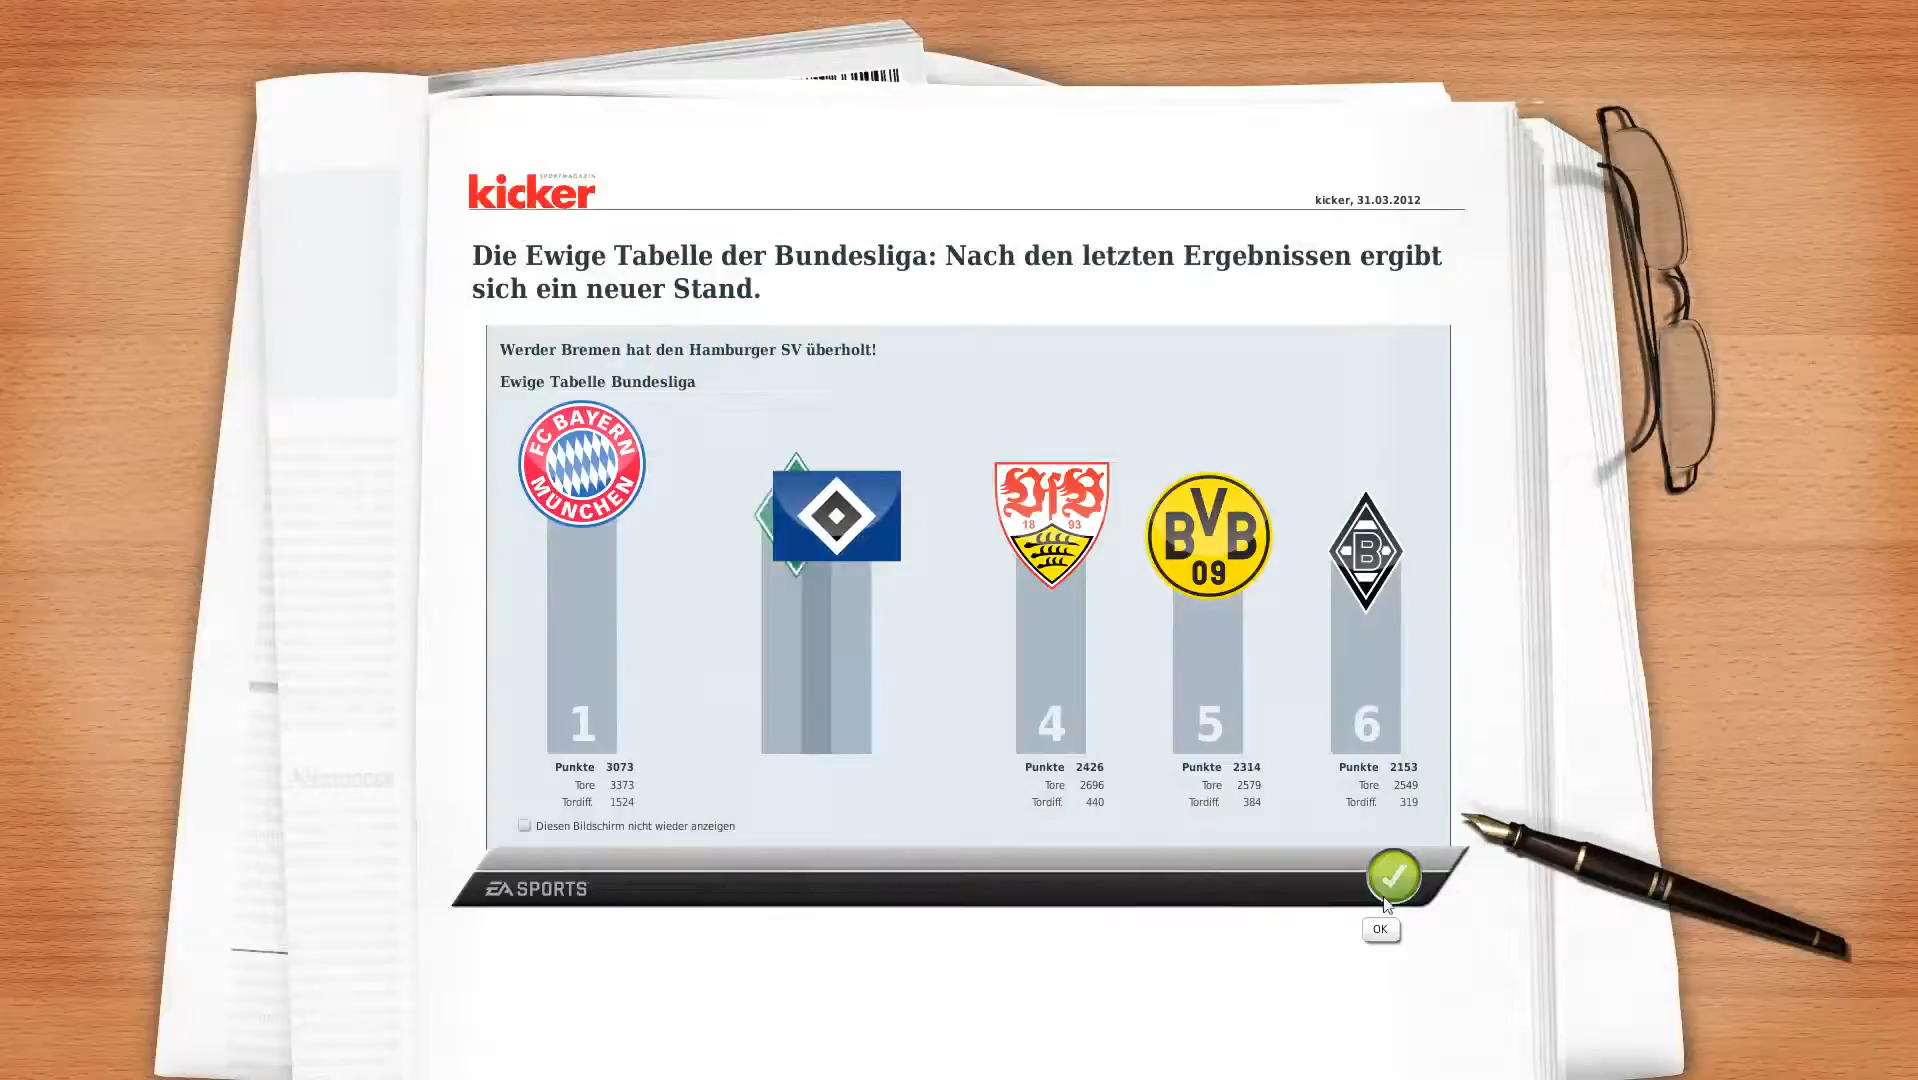 SPORTMAGAZIN
kicker
kicker, 31.03.2012
Die Ewige Tabelle der Bundesliga: Nach den letzten Ergebnissen ergibt
sich ein neuer Stand.
Werder Bremen hat den Hamburger SV überholt!
Ewige Tabelle Bundesliga
FC BAYERN
MÜNCHEN
VfB
18 93
BVB
09
B
1 4 5 6
Punkte 3073 Punkte 2426 Punkte 2314 Punkte 2153
Tore 3373 Tore 2696 Tore 2579 Tore 2549
Tordiff. 1524 Tordiff. 440 Tordiff. 384 Tordiff. 319
Diesen Bildschirm nicht wieder anzeigen
EA SPORTS
OK